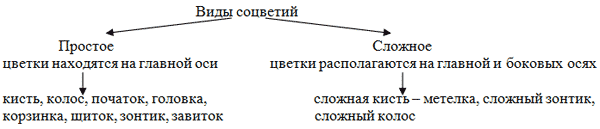 Виды соцветий
Простое
цветки находятся на главной оси
кисть, колос, початок, головка,
корзинка, щиток, зонтик, завиток
Сложное
цветки располагаются на главной и боковых осях
сложная кисть – метелка, сложный зонтик,
сложный колос